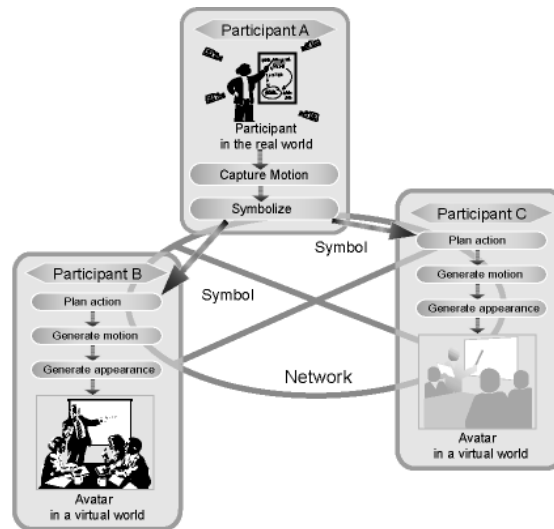 Participant A
Participant
in the real world
Capture Motion
Symbolize
Symbol
Symbol
Network
Participant B
Plan action
Generate motion
Generate appearance
Avatar
in a virtual world
Participant C
Plan action
Generate motion
Generate appearance
Avatar
in a virtual world